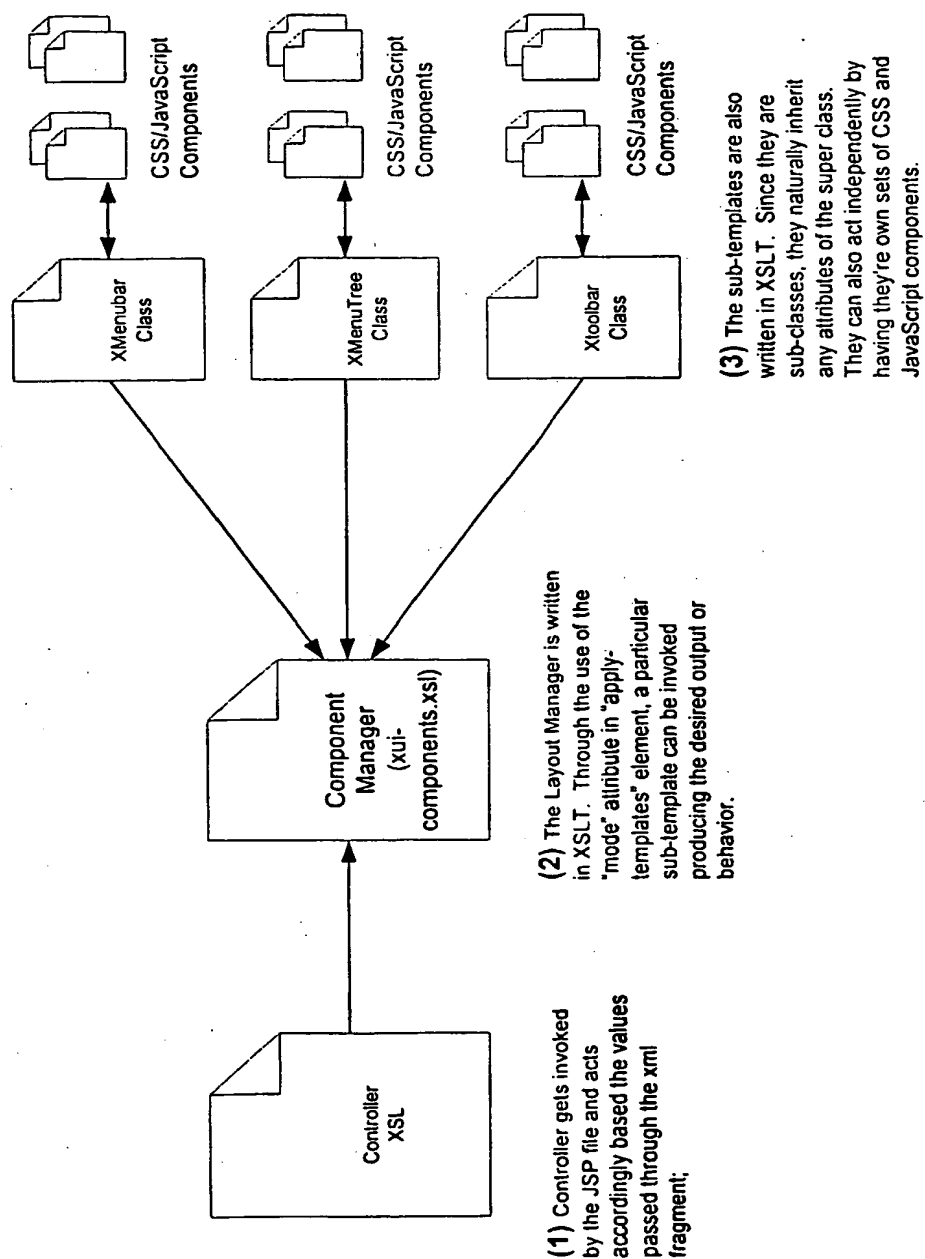 Controller
XSL
(1) Controller gets invoked
by the JSP file and acts
accordingly based the values
passed through the xml
fragment;
Component
Manager
(xui-
components.xsl)
(2) The Layout Manager is written
in XSLT. Through the use of the
"mode" attribute in "apply-
templates" element, a particular
sub-template can be invoked
producing the desired output or
behavior.
XMenubar
Class
CSS/JavaScript
Components
XMenuTree
Class
CSS/JavaScript
Components
Xtoolbar
Class
CSS/JavaScript
Components
(3) The sub-templates are also
written in XSLT. Since they are
sub-classes, they naturally inherit
any attributes of the super class.
They can also act independently by
having they're own sets of CSS and
JavaScript components.